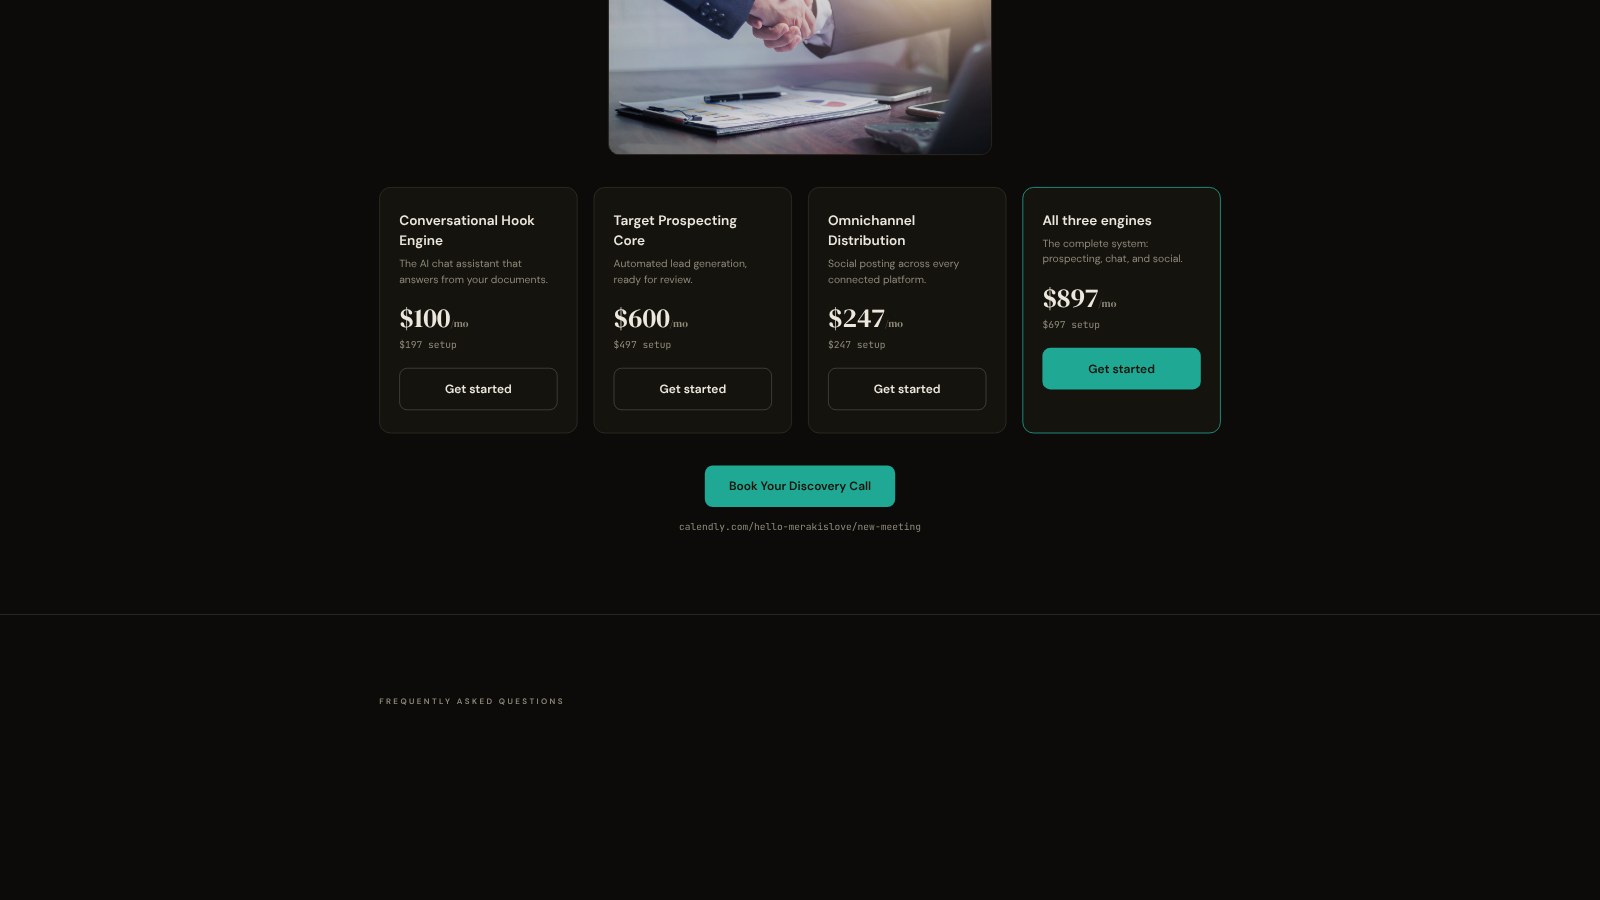 Conversational Hook
Engine
The AI chat assistant that
answers from your documents.
$100/mo
$197 setup
Get started
Target Prospecting
Core
Automated lead generation,
ready for review.
$600/mo
$497 setup
Get started
Omnichannel
Distribution
Social posting across every
connected platform.
$247/mo
$247 setup
Get started
All three engines
The complete system:
prospecting, chat, and social.
$897/mo
$697 setup
Get started
Book Your Discovery Call
calendly.com/hello-merakislove/new-meeting
FREQUENTLY ASKED QUESTIONS